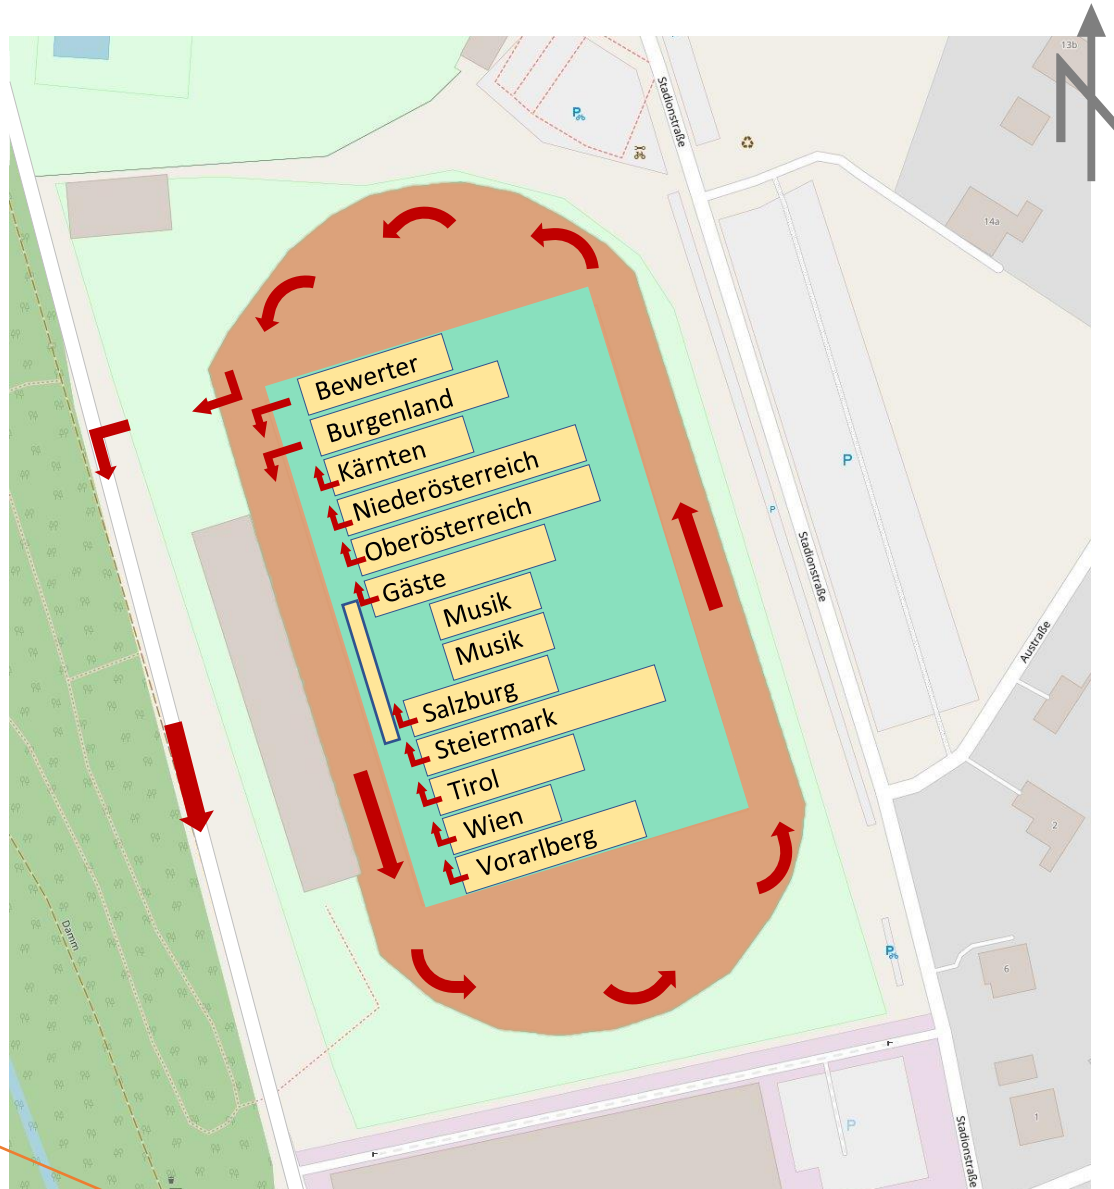 13b
Stadionstraße
P
14a
Bewerter
Burgenland
Kärnten
Niederösterreich
Oberösterreich
Gäste
Musik
Musik
Salzburg
Steiermark
Tirol
Wien
Vorarlberg
P
P
Stadionstraße
Austraße
2
Damm
P
6
P
1
Stadionstraße